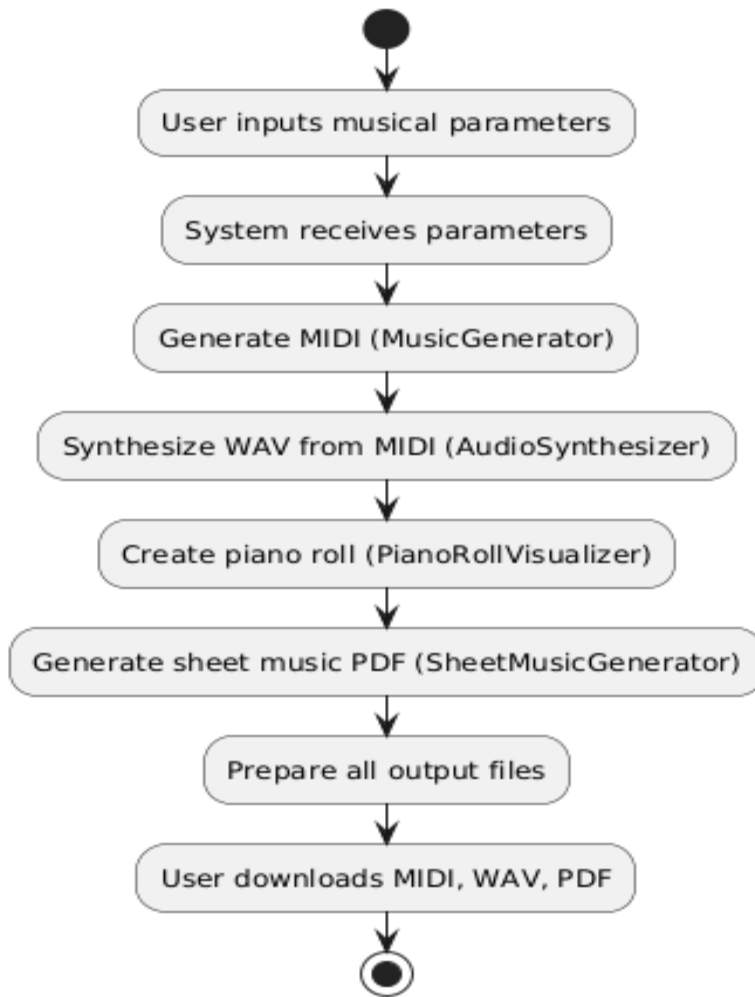 User inputs musical parameters
System receives parameters
Generate MIDI (MusicGenerator)
Synthesize WAV from MIDI (AudioSynthesizer)
Create piano roll (PianoRollVisualizer)
Generate sheet music PDF (SheetMusicGenerator)
Prepare all output files
User downloads MIDI, WAV, PDF